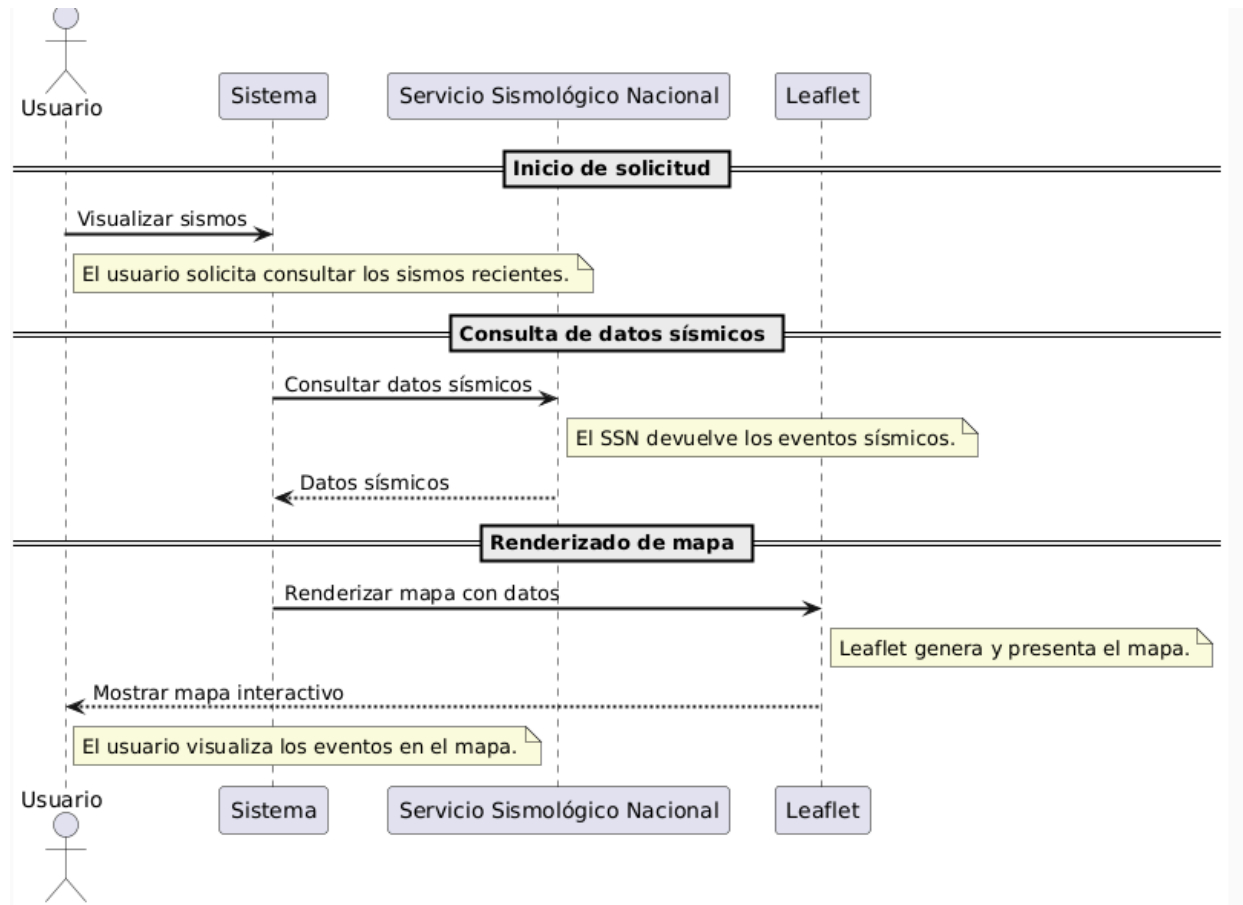 Usuario
Sistema
Servicio Sismológico Nacional
Leaflet
Inicio de solicitud
Visualizar sismos
El usuario solicita consultar los sismos recientes.
Consulta de datos sísmicos
Consultar datos sísmicos
El SSN devuelve los eventos sísmicos.
Datos sísmicos
Renderizado de mapa
Renderizar mapa con datos
Leaflet genera y presenta el mapa.
Mostrar mapa interactivo
El usuario visualiza los eventos en el mapa.
Usuario
Sistema
Servicio Sismológico Nacional
Leaflet